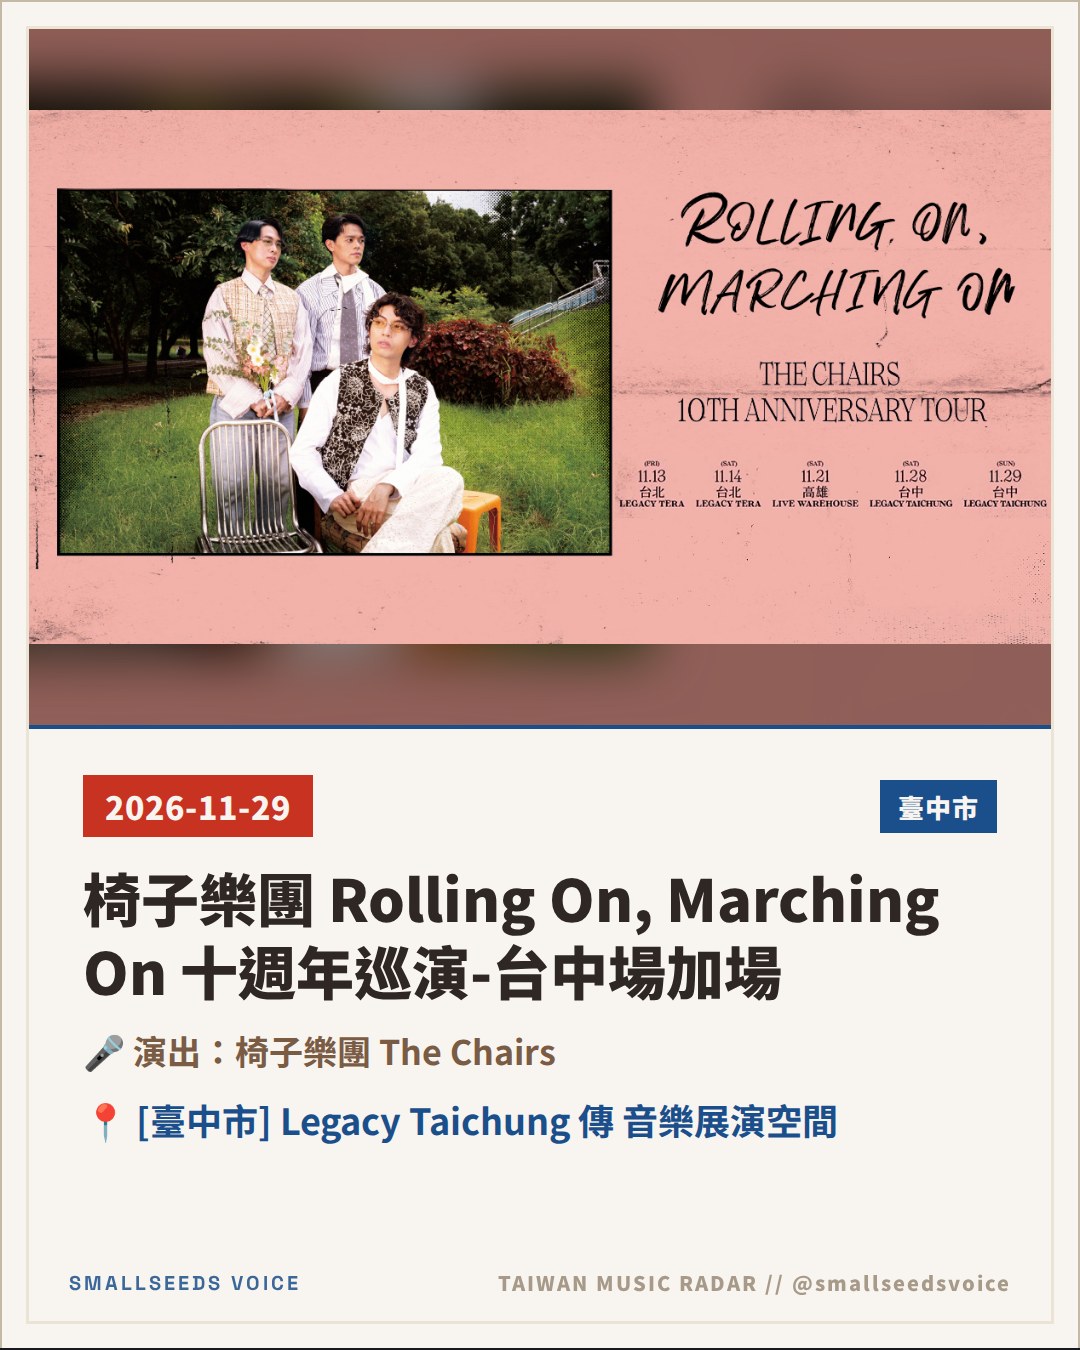 ROLLING ON,
MARCHING ON
THE CHAIRS
10TH ANNIVERSARY TOUR
(FRI)
11.13
台北
LEGACY TERA
(SAT)
11.14
台北
LEGACY TERA
(SAT)
11.21
高雄
LIVE WAREHOUSE
(SAT)
11.28
台中
LEGACY TAICHUNG
(SUN)
11.29
台中
LEGACY TAICHUNG
2026-11-29
臺中市
椅子樂團 Rolling On, Marching
On 十週年巡演-台中場加場
🎤 演出：椅子樂團 The Chairs
📍 [臺中市] Legacy Taichung 傳 音樂展演空間
SMALLSEEDS VOICE
TAIWAN MUSIC RADAR // @smallseedsvoice